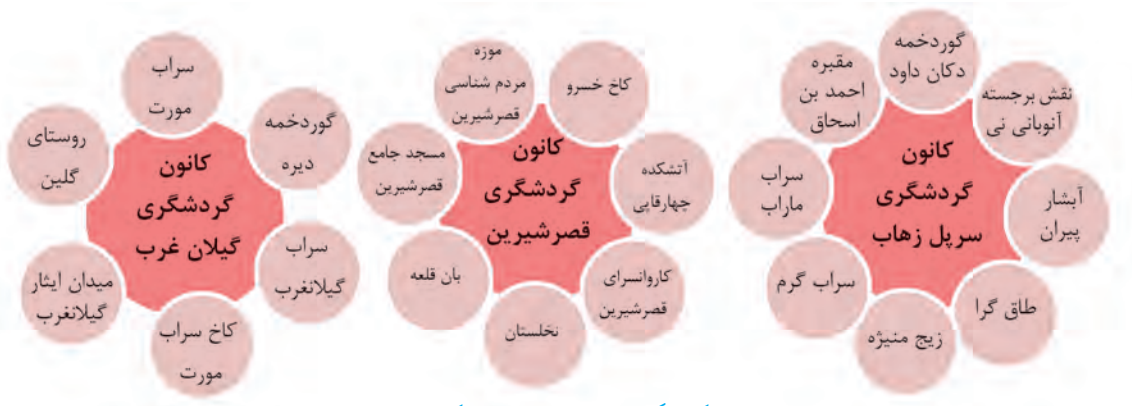 کانون
گردشگری
سرپل زهاب
گوردخمه
دکان داود
نقش برجسته
آنوبانی نی
آبشار
پیران
طاق گرا
زیج منیژه
سراب گرم
سراب
ماراب
مقبره
احمد بن
اسحاق
کانون
گردشگری
قصرشیرین
موزه
مردم شناسی
قصرشیرین
کاخ خسرو
آتشکده
چهارقاپی
کاروانسرای
قصرشیرین
نخلستان
بان قلعه
مسجد جامع
قصرشیرین
کانون
گردشگری
گیلان غرب
سراب
مورت
گوردخمه
دیره
سراب
گیلانغرب
کاخ سراب
مورت
میدان ایثار
گیلانغرب
روستای
گلین